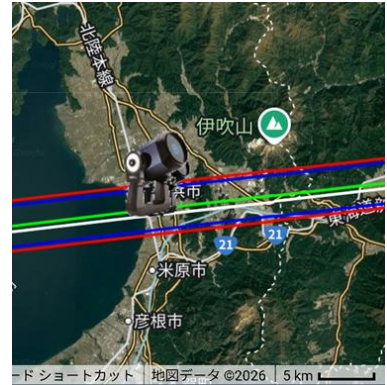 北陸本線
伊吹山
浜市
東海道新
21
21
米原市
彦根市
ード ショートカット
地図データ ©2026
5 km